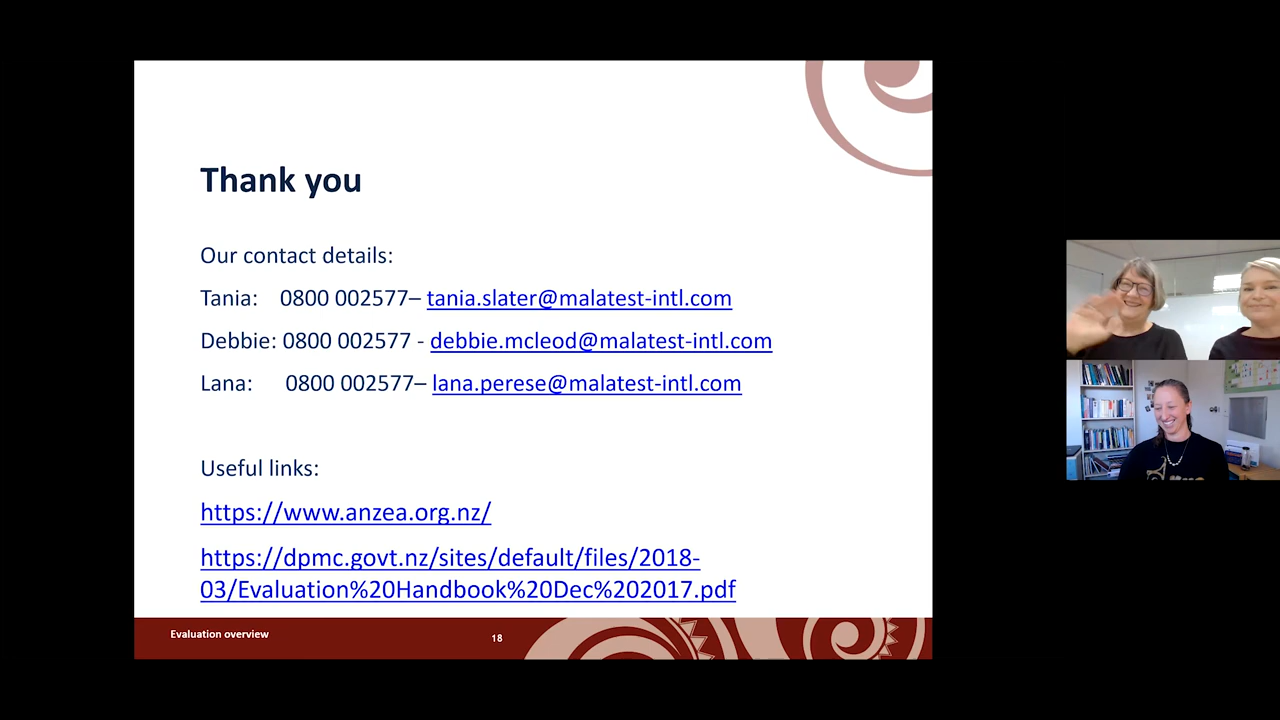 Thank you
Our contact details:
Tania: 0800 002577– tania.slater@malatest-intl.com
Debbie: 0800 002577 - debbie.mcleod@malatest-intl.com
Lana: 0800 002577– lana.perese@malatest-intl.com
Useful links:
https://www.anzea.org.nz/
https://dpmc.govt.nz/sites/default/files/2018-
03/Evaluation%20Handbook%20Dec%202017.pdf
Evaluation overview
18